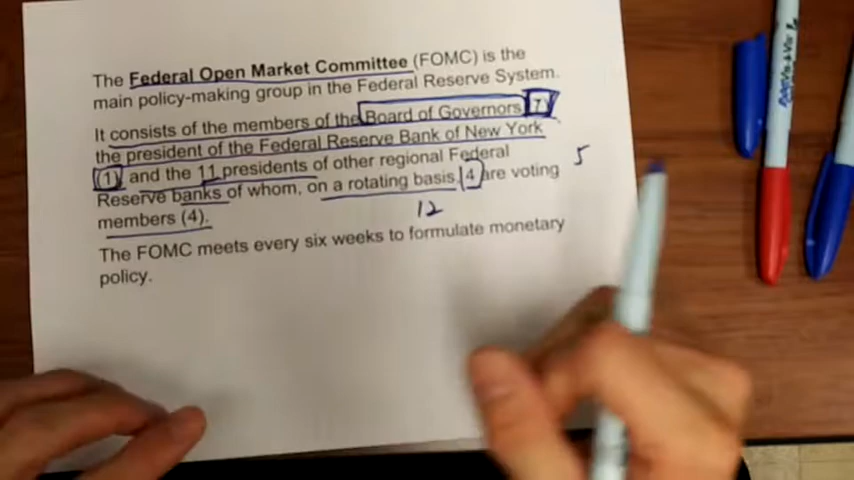 The Federal Open Market Committee (FOMC) is the
main policy-making group in the Federal Reserve System.
It consists of the members of the Board of Governors (7)
the president of the Federal Reserve Bank of New York
(1) and the 11 presidents of other regional Federal 5
Reserve banks of whom, on a rotating basis, 4 are voting
members (4). 12
The FOMC meets every six weeks to formulate monetary
policy.